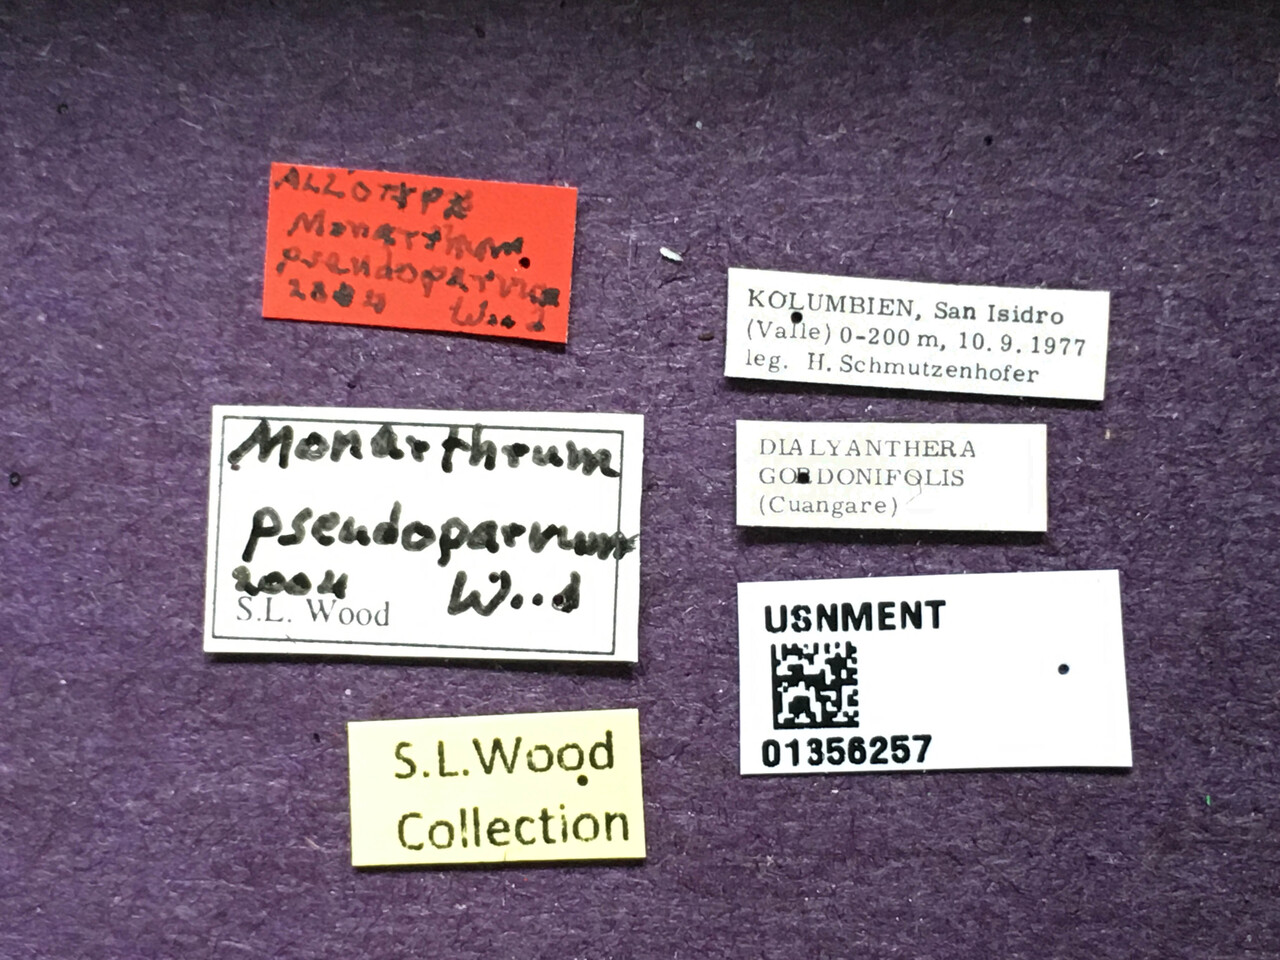 ALLOTYPE
Monarthrum
pseudoparvum
2004 Wood
Monarthrum
pseudoparvum
2004 Wood
S.L. Wood
S.L.Wood
Collection
KOLUMBIEN, San Isidro
(Valle) 0-200 m, 10.9.1977
leg. H. Schmutzenhofer
DIALYANTHERA
GORDONIFOLIS
(Cuangare)
USNMENT
01356257